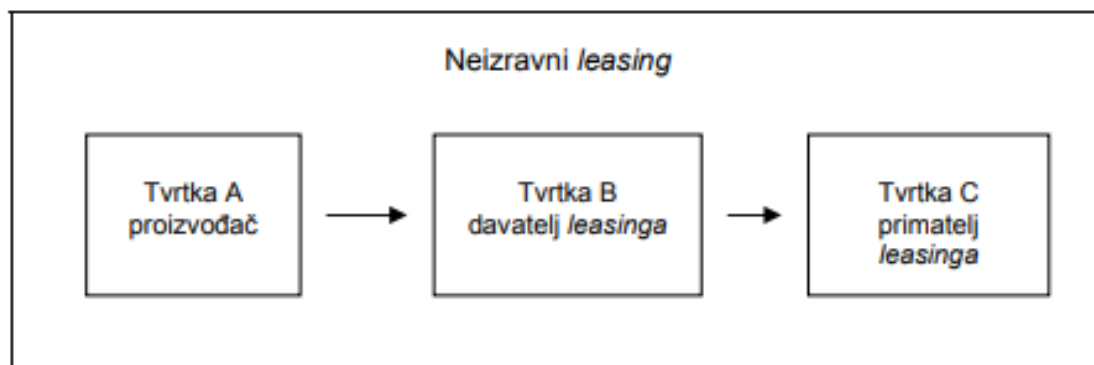 Neizravni leasing
Tvrtka A
proizvođač
Tvrtka B
davatelj leasinga
Tvrtka C
primatelj
leasinga